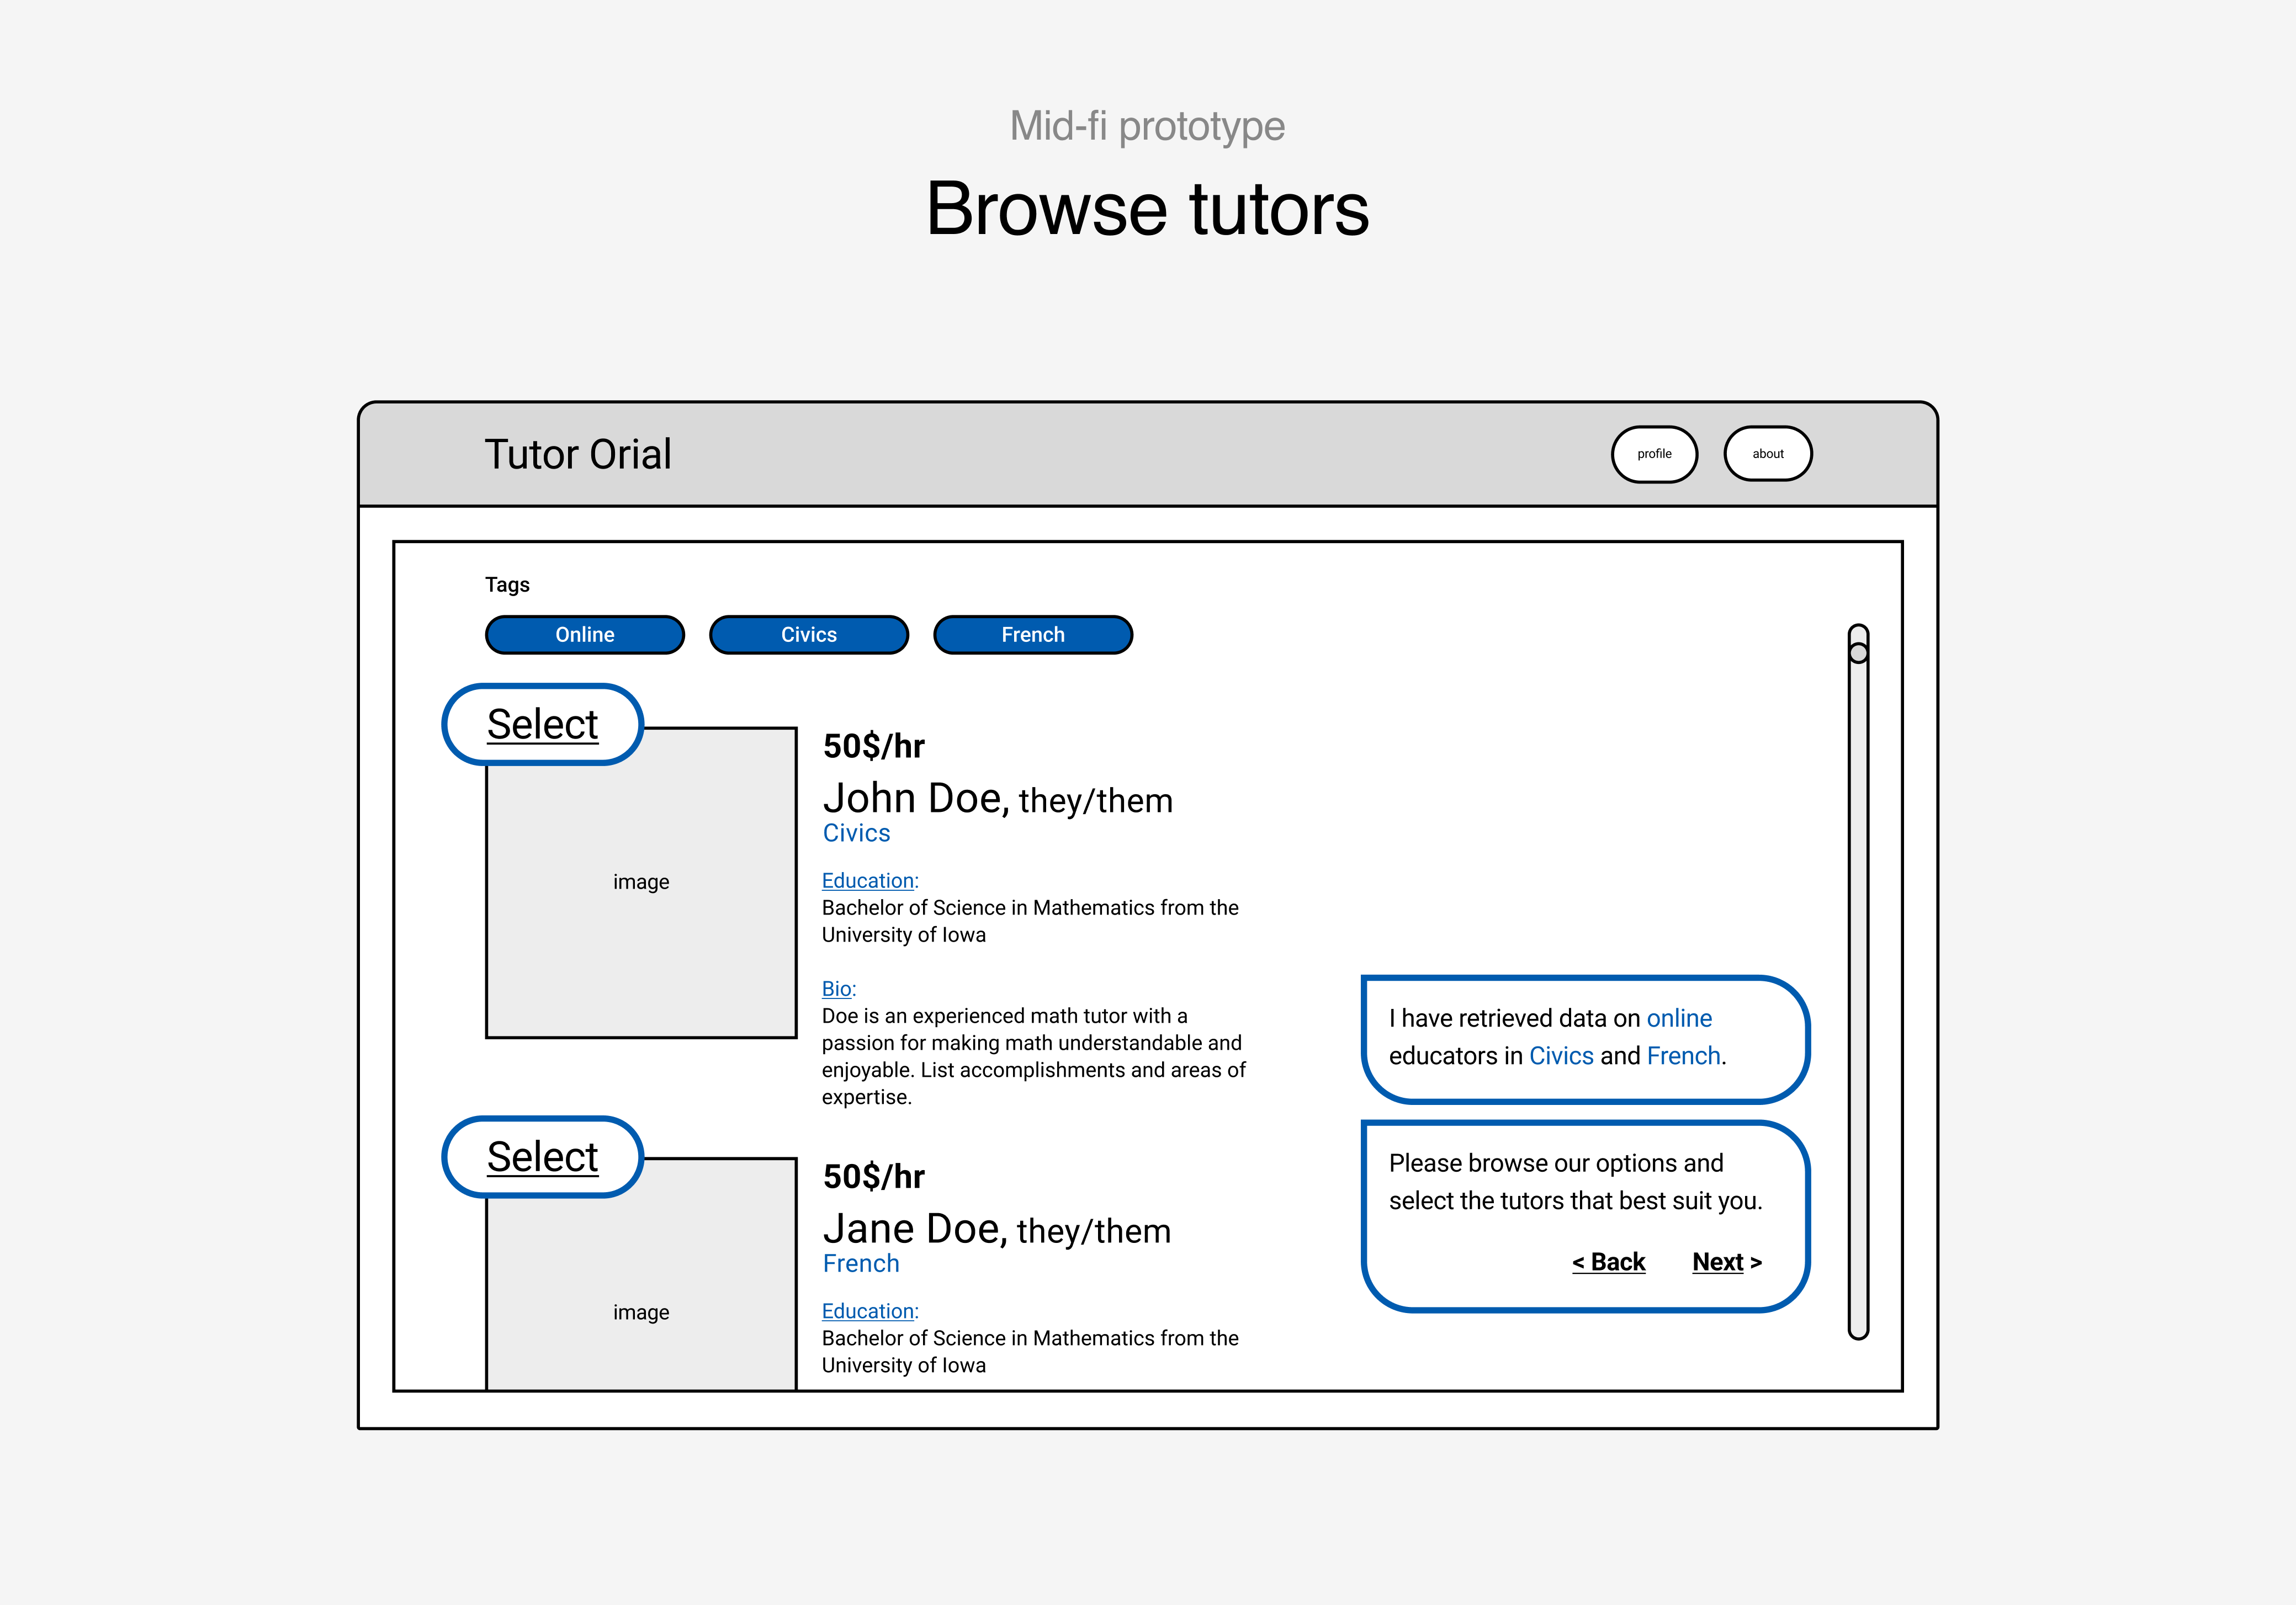 Mid-fi prototype
Browse tutors
Tutor Orial
profile
about
Tags
Online
Civics
French
Select
image
50$/hr
John Doe, they/them
Civics
Education:
Bachelor of Science in Mathematics from the
University of Iowa
Bio:
Doe is an experienced math tutor with a
passion for making math understandable and
enjoyable. List accomplishments and areas of
expertise.
Select
image
50$/hr
Jane Doe, they/them
French
Education:
Bachelor of Science in Mathematics from the
University of Iowa
I have retrieved data on online
educators in Civics and French.
Please browse our options and
select the tutors that best suit you.
< Back
Next >